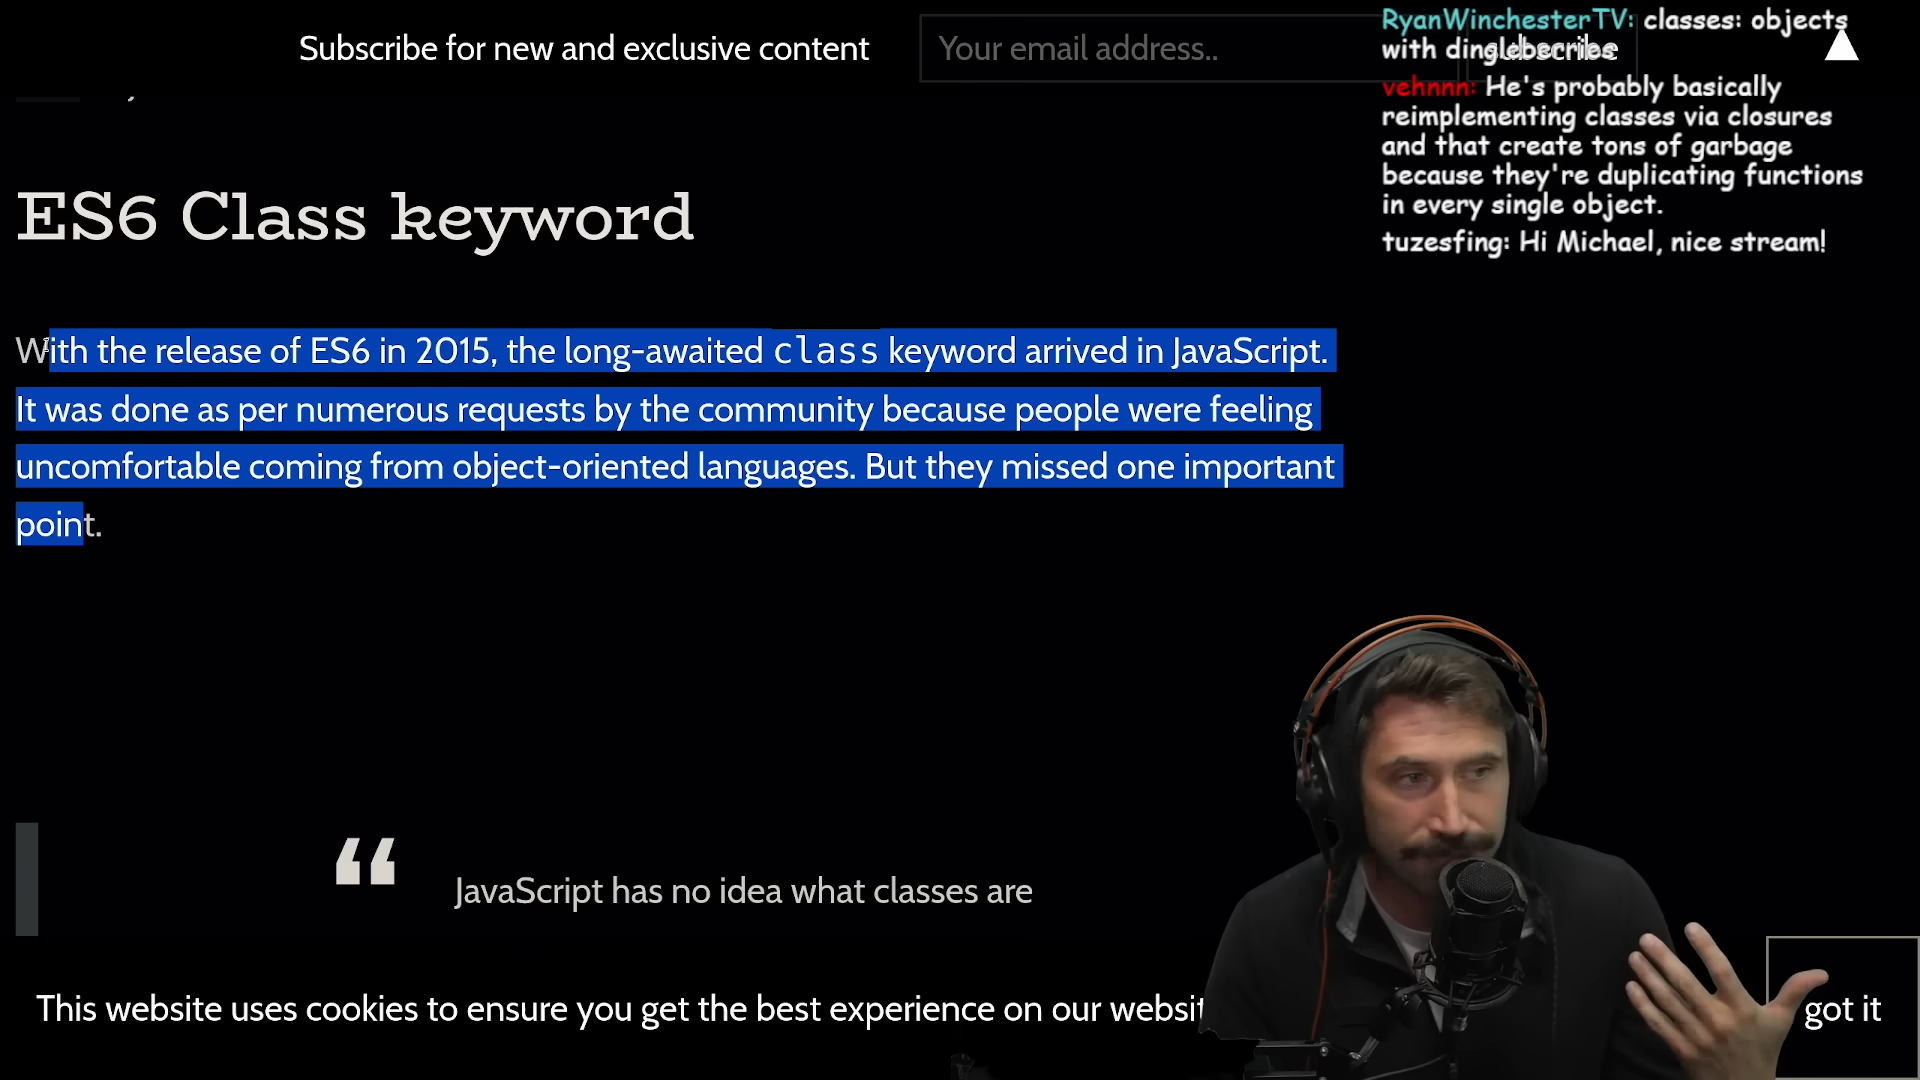 Subscribe for new and exclusive content
Your email address..
RyanWinchesterTV: classes: objects
with dingleberries
subscribe
vehnnn: He's probably basically
reimplementing classes via closures
and that create tons of garbage
because they're duplicating functions
in every single object.
tuzesfing: Hi Michael, nice stream!
ES6 Class keyword
With the release of ES6 in 2015, the long-awaited class keyword arrived in JavaScript.
It was done as per numerous requests by the community because people were feeling
uncomfortable coming from object-oriented languages. But they missed one important
point.
“ JavaScript has no idea what classes are
This website uses cookies to ensure you get the best experience on our websit
got it